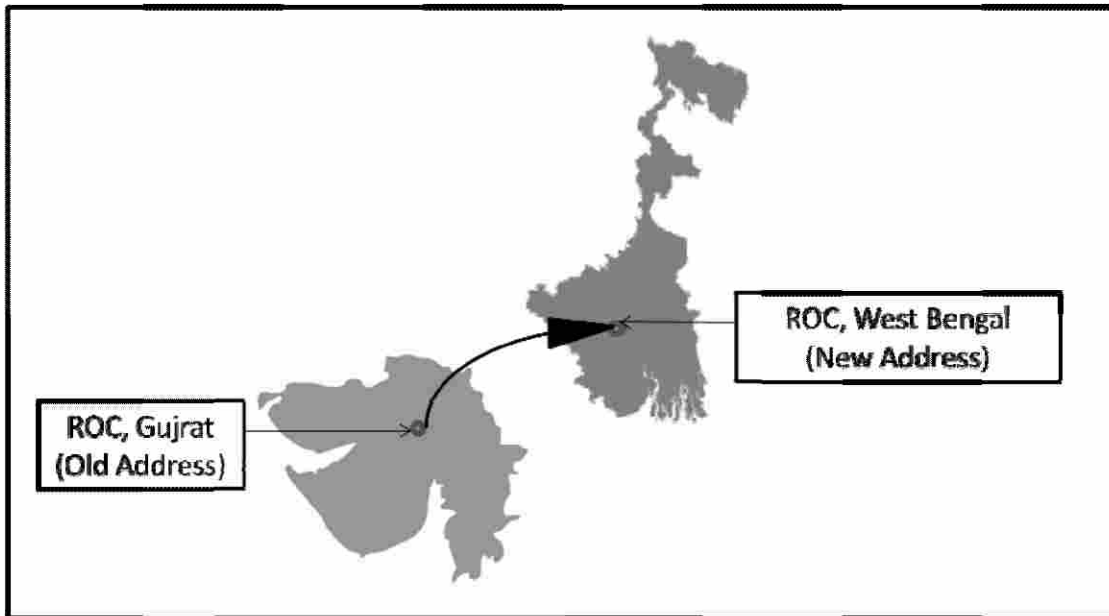 ROC, West Bengal
(New Address)
ROC, Gujrat
(Old Address)